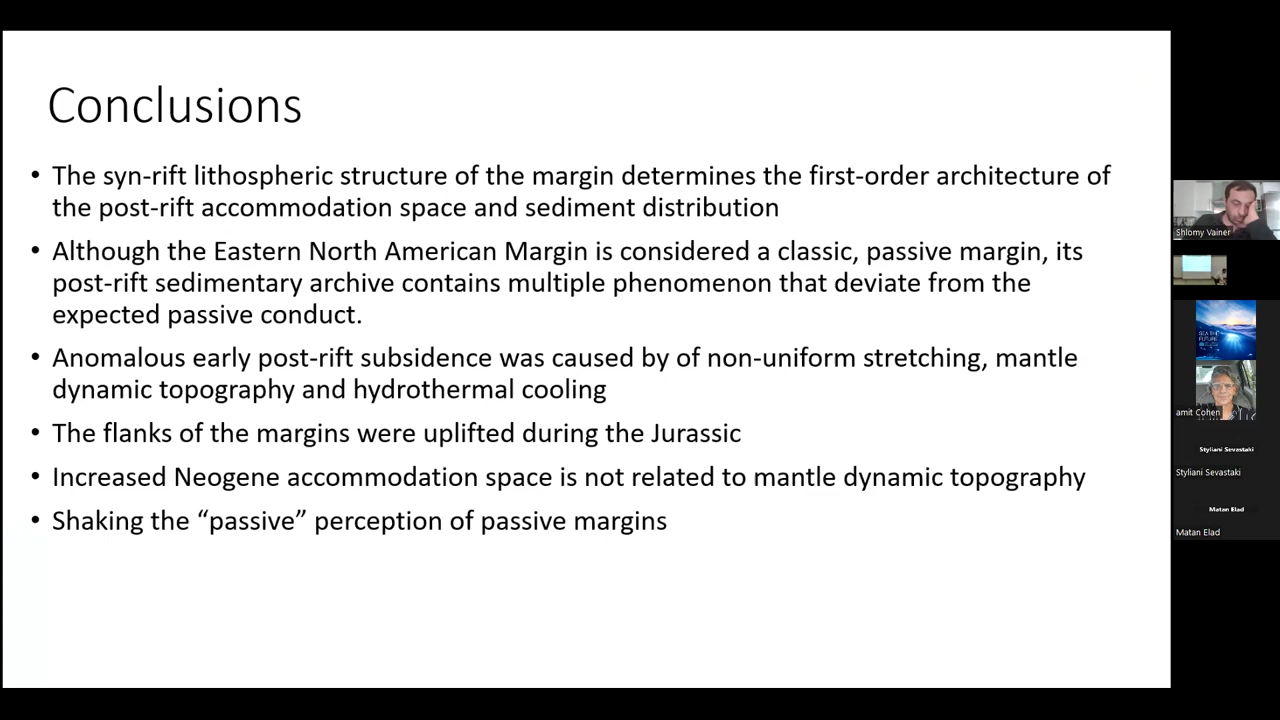 Conclusions
• The syn-rift lithospheric structure of the margin determines the first-order architecture of
the post-rift accommodation space and sediment distribution
• Although the Eastern North American Margin is considered a classic, passive margin, its
post-rift sedimentary archive contains multiple phenomenon that deviate from the
expected passive conduct.
• Anomalous early post-rift subsidence was caused by of non-uniform stretching, mantle
dynamic topography and hydrothermal cooling
• The flanks of the margins were uplifted during the Jurassic
• Increased Neogene accommodation space is not related to mantle dynamic topography
• Shaking the “passive” perception of passive margins
Shlomy Vainer
SEA THE
FUTURE
amit Cohen
Styliani Sevastaki
Styliani Sevastaki
Matan Elad
Matan Elad